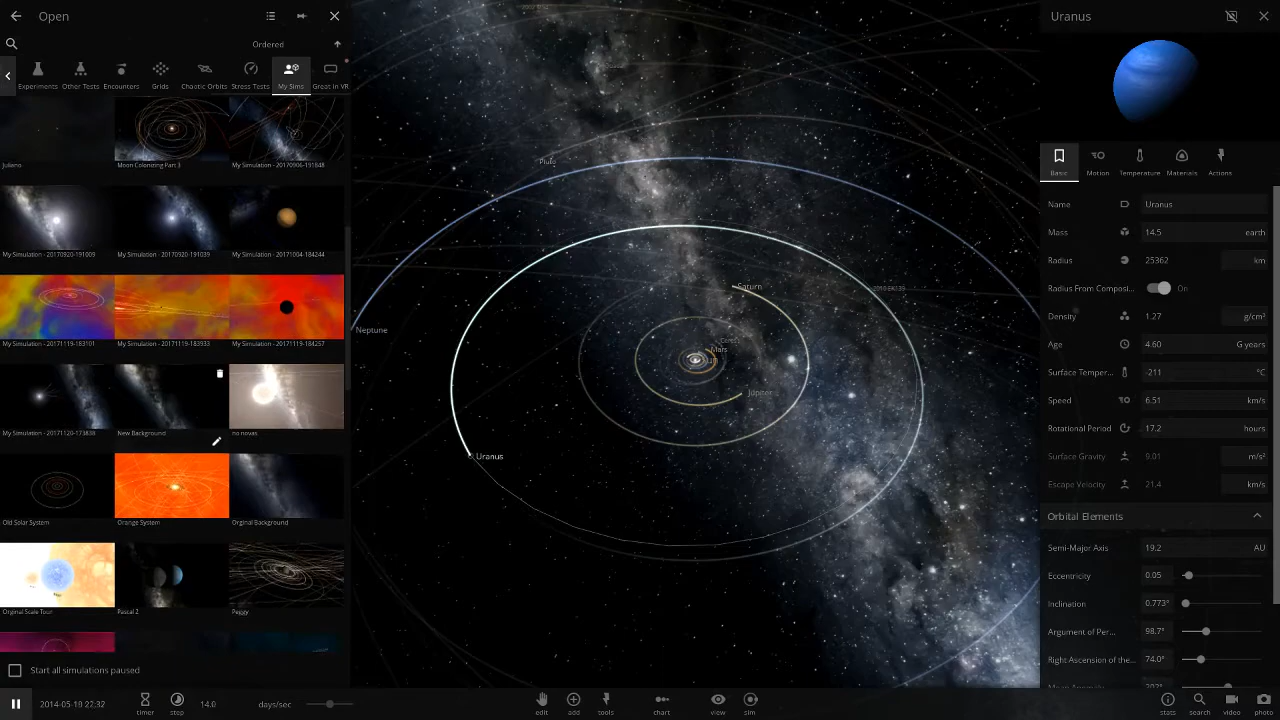 Open
Ordered
Experiments
Other Tests
Encounters
Grids
Chaotic Orbits
Stress Tests
My Sims
Great in VR
Julieno
Moon Colonizing Part 3
My Simulation - 20170906-191848
My Simulation - 20170920-191009
My Simulation - 20170920-191039
My Simulation - 20171004-184244
My Simulation - 20171119-183101
My Simulation - 20171119-183933
My Simulation - 20171119-184257
My Simulation - 20171120-173838
New Background
no novas
Old Solar System
Orange System
Orginal Background
Orginal Scale Tour
Pascal 2
Peggy
Start all simulations paused
Pluto
Saturn
Neptune
Ceres
Mars
Jupiter
Uranus
2014-05-10 22:32
timer
step
14.0
days/sec
edit
add
tools
chart
view
sim
stats
search
video
photo
Uranus
Basic
Motion
Temperature
Materials
Actions
Name
Uranus
Mass
14.5
earth
Radius
25362
km
Radius From Composi...
On
Density
1.27
g/cm³
Age
4.60
G years
Surface Temper...
-211
°C
Speed
6.51
km/s
Rotational Period
17.2
hours
Surface Gravity
9.01
m/s²
Escape Velocity
21.4
km/s
Orbital Elements
Semi-Major Axis
19.2
AU
Eccentricity
0.05
Inclination
0.773°
Argument of Per...
98.7°
Right Ascension of the...
74.0°